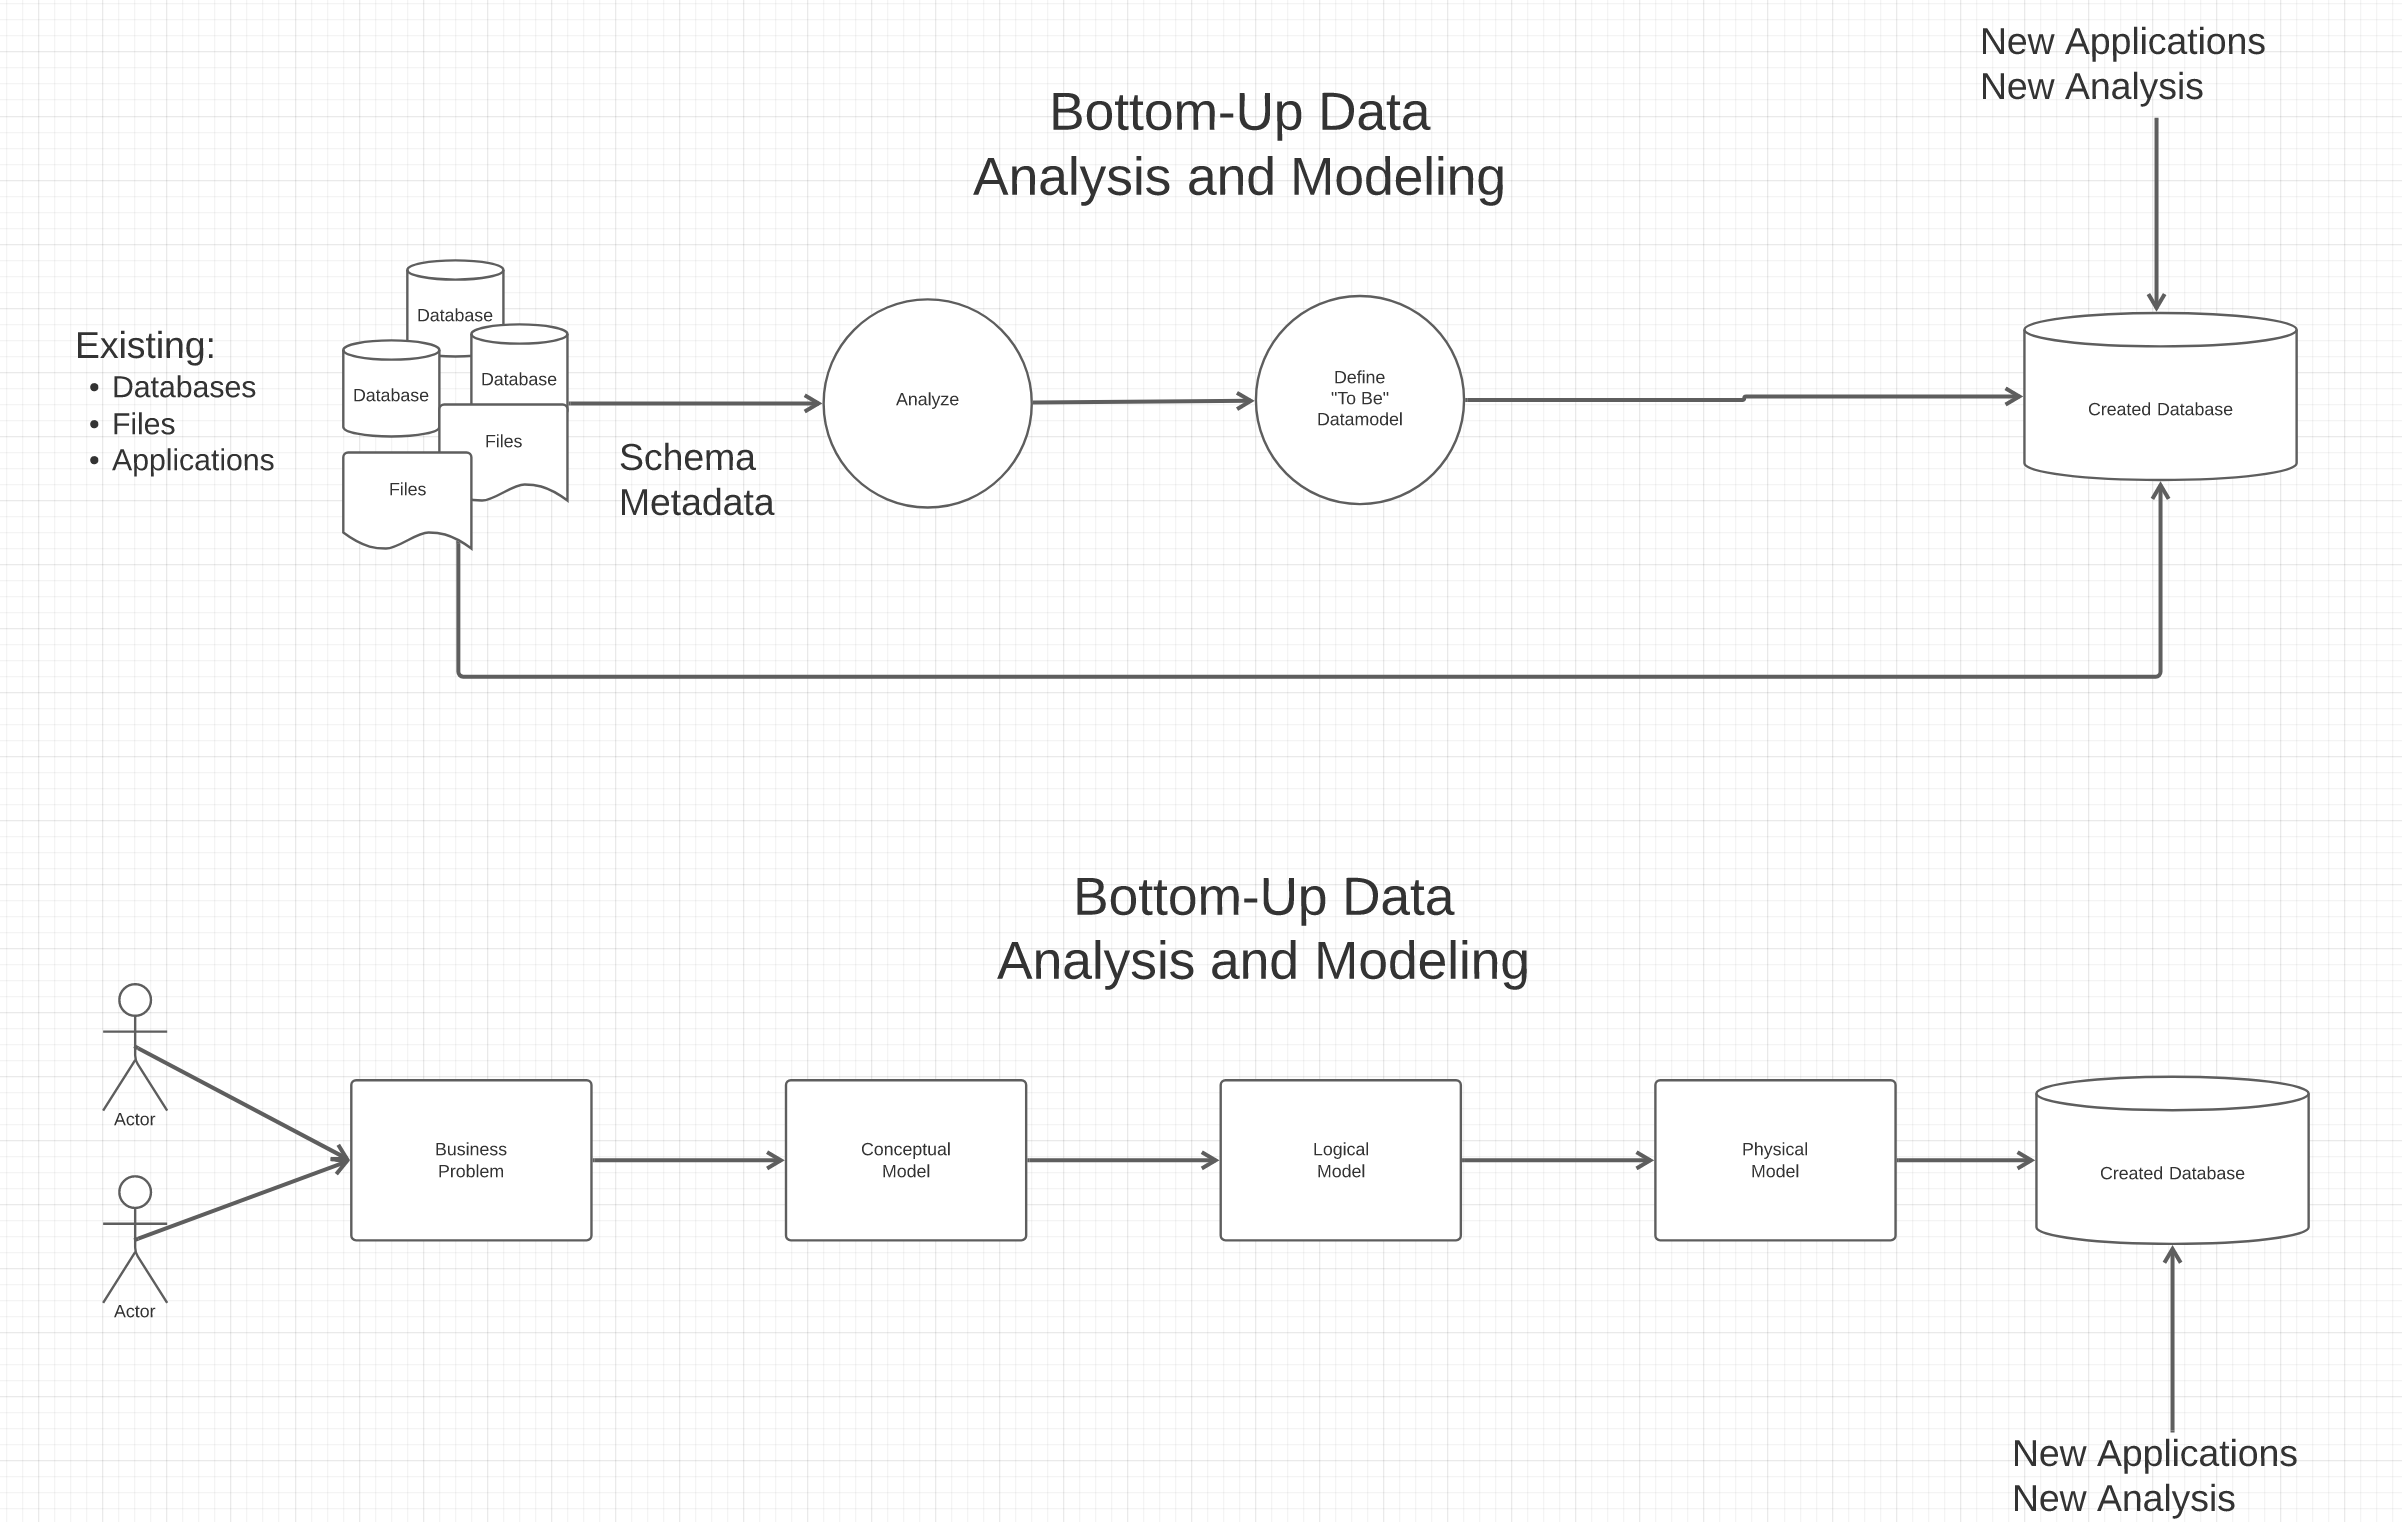 New Applications
New Analysis
Bottom-Up Data
Analysis and Modeling
Existing:
• Databases
• Files
• Applications
Database
Database
Database
Files
Files
Schema
Metadata
Analyze
Define
"To Be"
Datamodel
Created Database
Bottom-Up Data
Analysis and Modeling
Actor
Actor
Business
Problem
Conceptual
Model
Logical
Model
Physical
Model
Created Database
New Applications
New Analysis